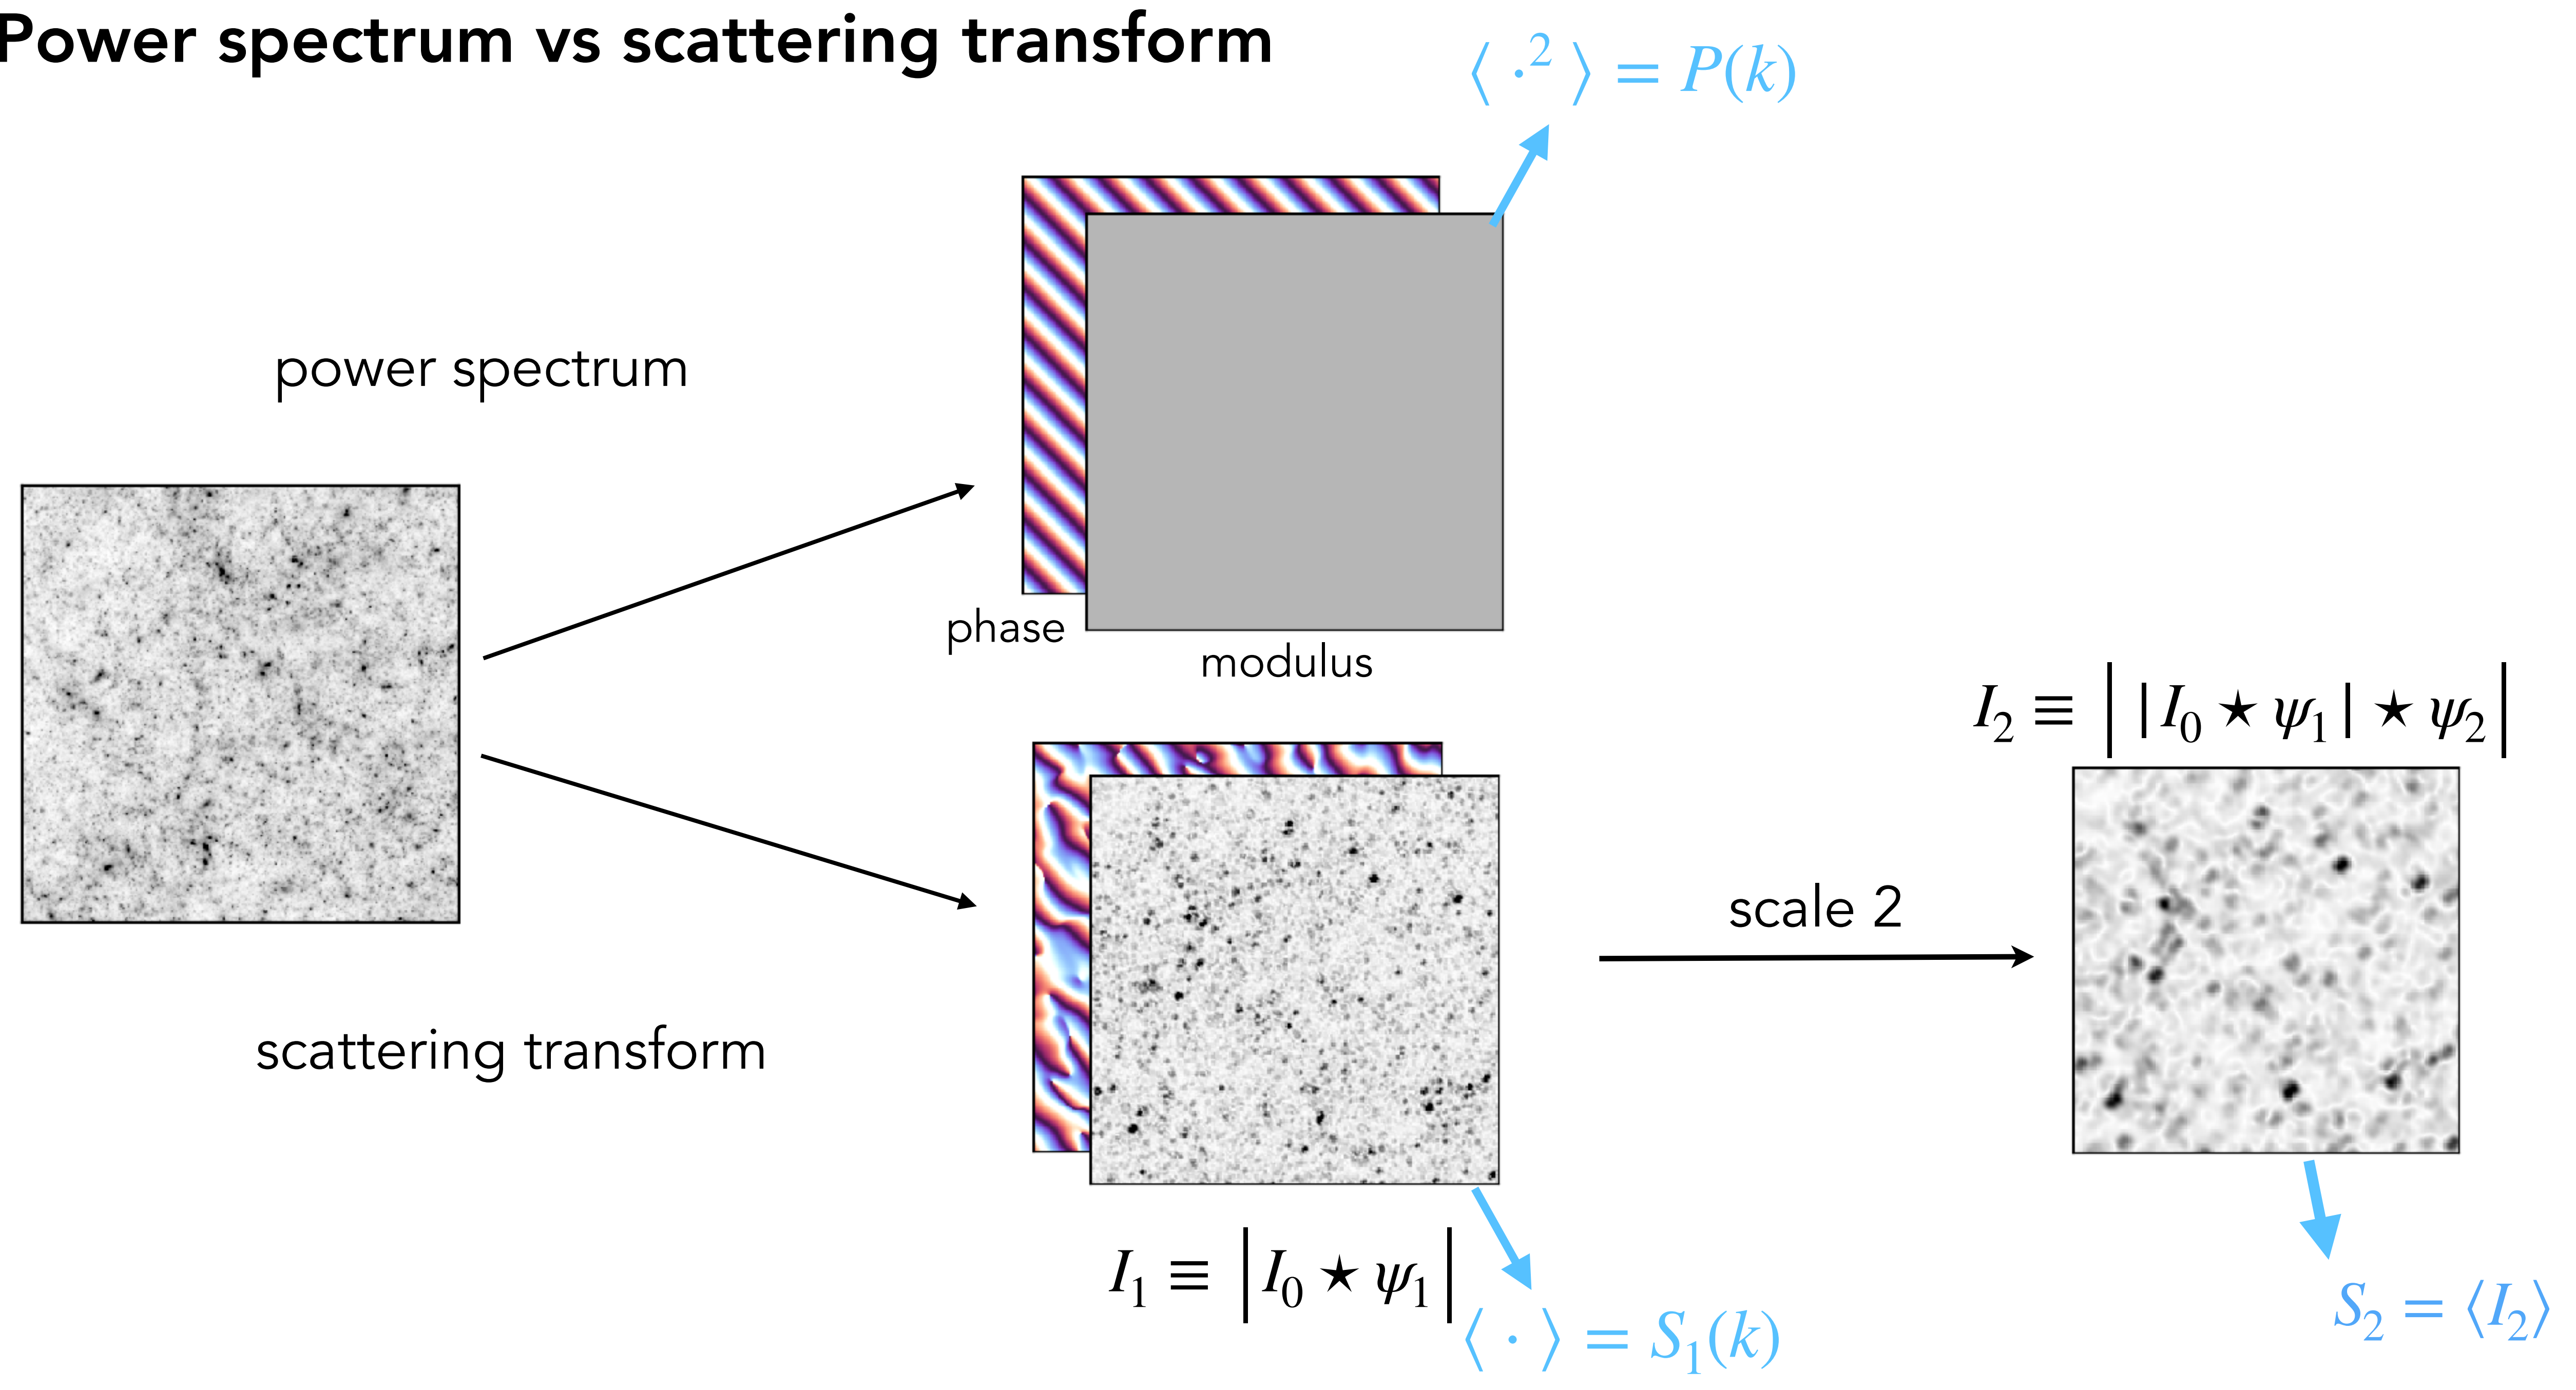 Power spectrum vs scattering transform
⟨ ·² ⟩ = P(k)
power spectrum
phase
modulus
I₂ ≡ | |I₀ ★ ψ₁| ★ ψ₂|
scale 2
scattering transform
I₁ ≡ |I₀ ★ ψ₁|
⟨ · ⟩ = S₁(k)
S₂ = ⟨I₂⟩